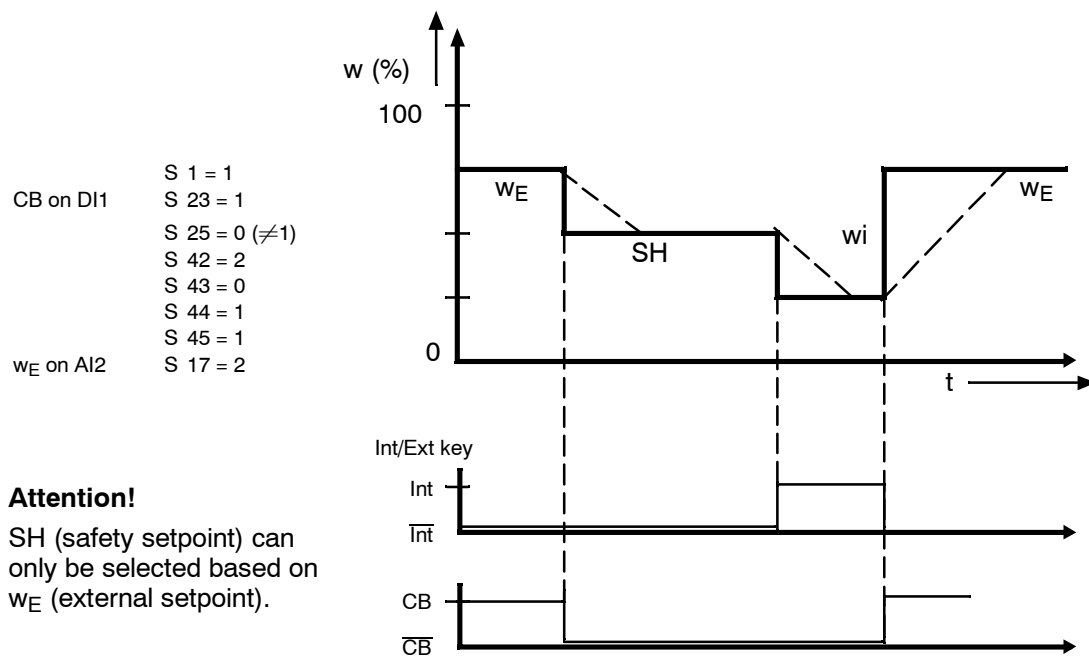 w (%)
100
0
S 1 = 1
CB on DI1 S 23 = 1
S 25 = 0 (≠1)
S 42 = 2
S 43 = 0
S 44 = 1
S 45 = 1
wE on AI2 S 17 = 2
wE
SH
wi
wE
t
Int/Ext key
Int
I̅n̅t̅
CB
C̅B̅
Attention!
SH (safety setpoint) can
only be selected based on
wE (external setpoint).